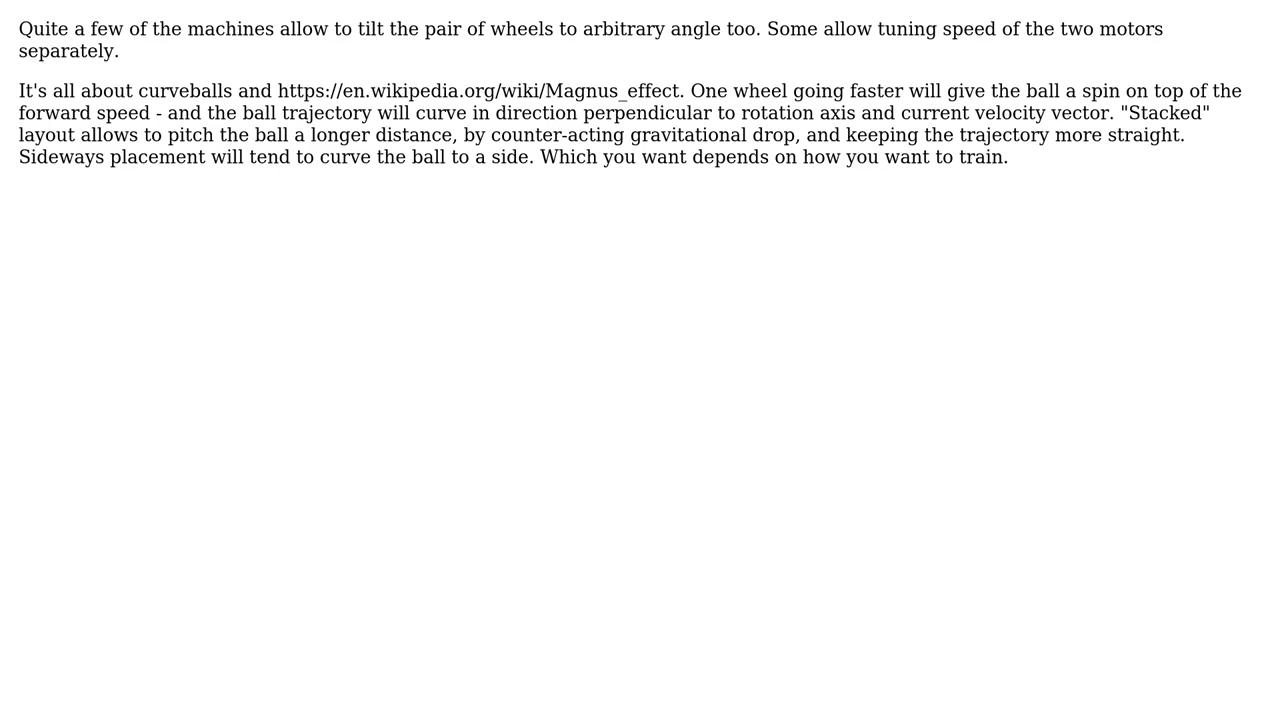 Quite a few of the machines allow to tilt the pair of wheels to arbitrary angle too. Some allow tuning speed of the two motors
separately.
It's all about curveballs and https://en.wikipedia.org/wiki/Magnus_effect. One wheel going faster will give the ball a spin on top of the
forward speed - and the ball trajectory will curve in direction perpendicular to rotation axis and current velocity vector. "Stacked"
layout allows to pitch the ball a longer distance, by counter-acting gravitational drop, and keeping the trajectory more straight.
Sideways placement will tend to curve the ball to a side. Which you want depends on how you want to train.